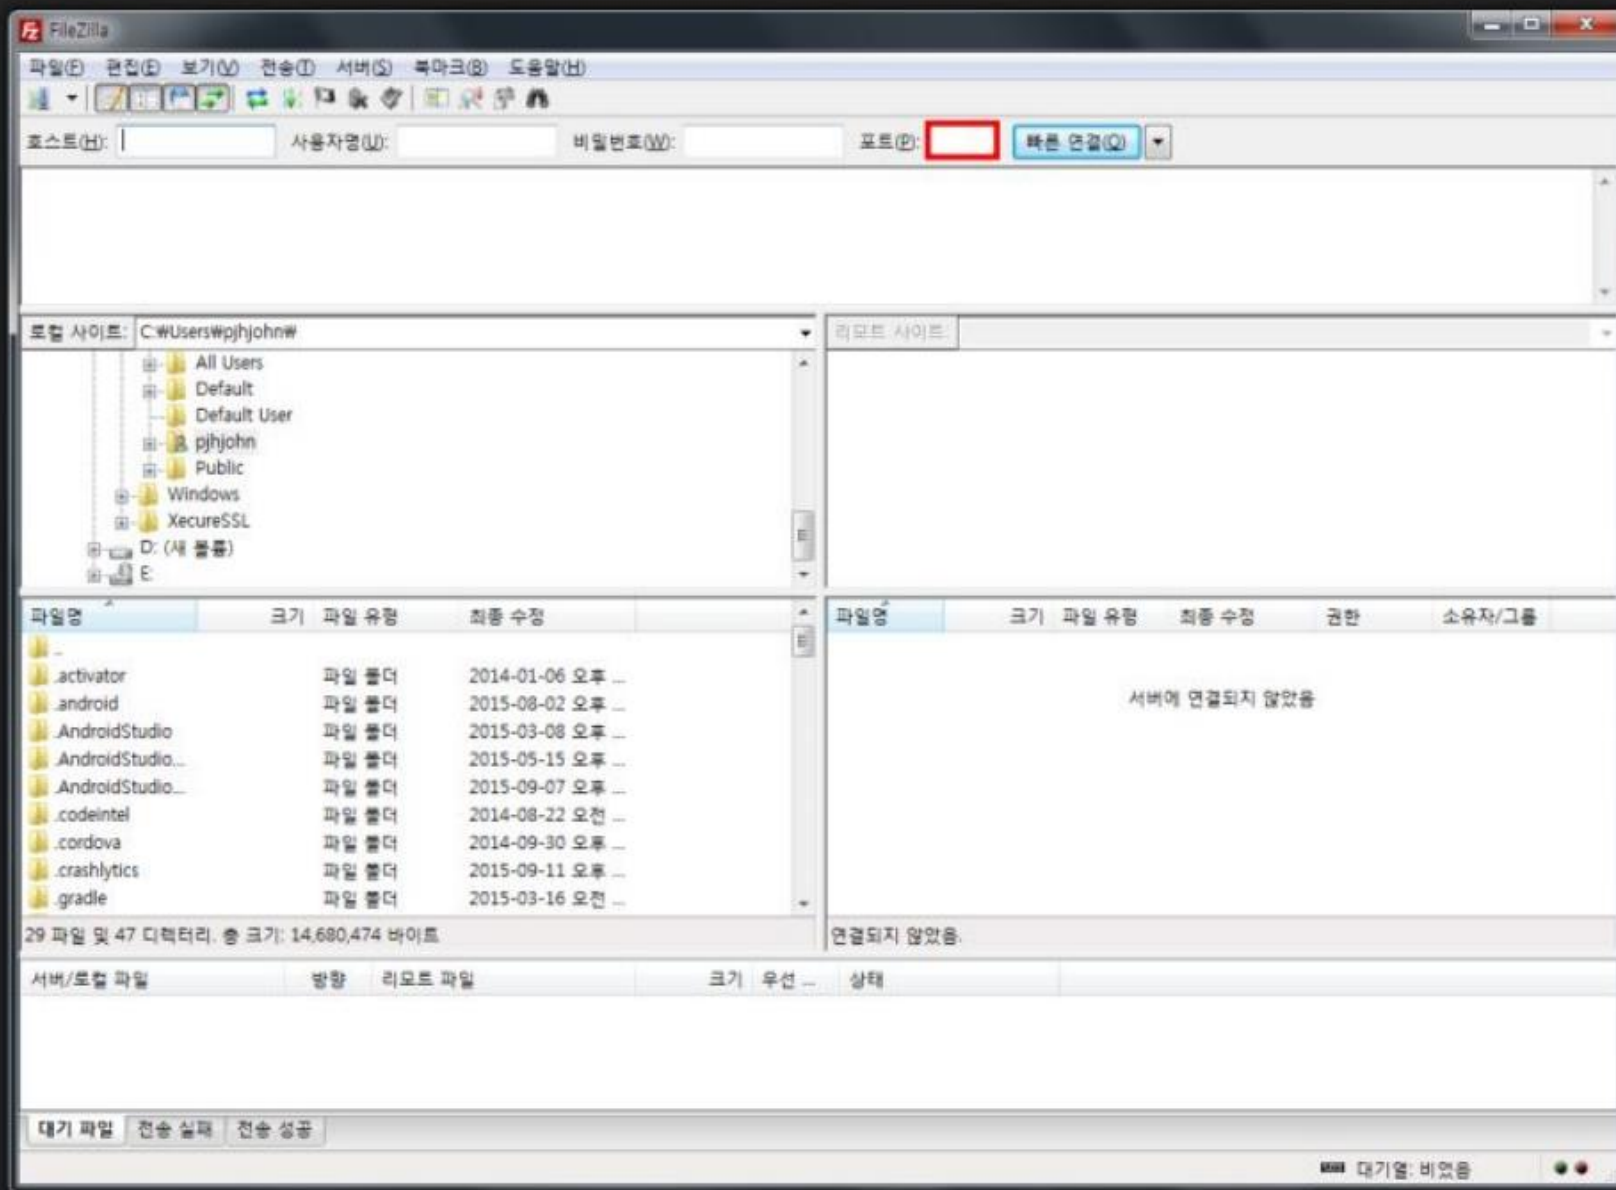 FileZilla
파일(F) 편집(E) 보기(V) 전송(T) 서버(S) 북마크(B) 도움말(H)
호스트(H): 사용자명(U): 비밀번호(W): 포트(P): 빠른 연결(Q)
로컬 사이트: C:₩Users₩pjhjohn₩ 리모트 사이트:
All Users
Default
Default User
pjhjohn
Public
Windows
XecureSSL
D: (새 볼륨)
E:
파일명 크기 파일 유형 최종 수정 파일명 크기 파일 유형 최종 수정 권한 소유자/그룹
..
.activator 파일 폴더 2014-01-06 오후 ...
.android 파일 폴더 2015-08-02 오후 ...
.AndroidStudio 파일 폴더 2015-03-08 오후 ...
.AndroidStudio... 파일 폴더 2015-05-15 오후 ...
.AndroidStudio... 파일 폴더 2015-09-07 오후 ...
.codeintel 파일 폴더 2014-08-22 오전 ...
.cordova 파일 폴더 2014-09-30 오후 ...
.crashlytics 파일 폴더 2015-09-11 오후 ...
.gradle 파일 폴더 2015-03-16 오전 ...
서버에 연결되지 않았음
29 파일 및 47 디렉터리. 총 크기: 14,680,474 바이트 연결되지 않았음.
서버/로컬 파일 방향 리모트 파일 크기 우선 ... 상태
대기 파일 전송 실패 전송 성공
대기열: 비었음